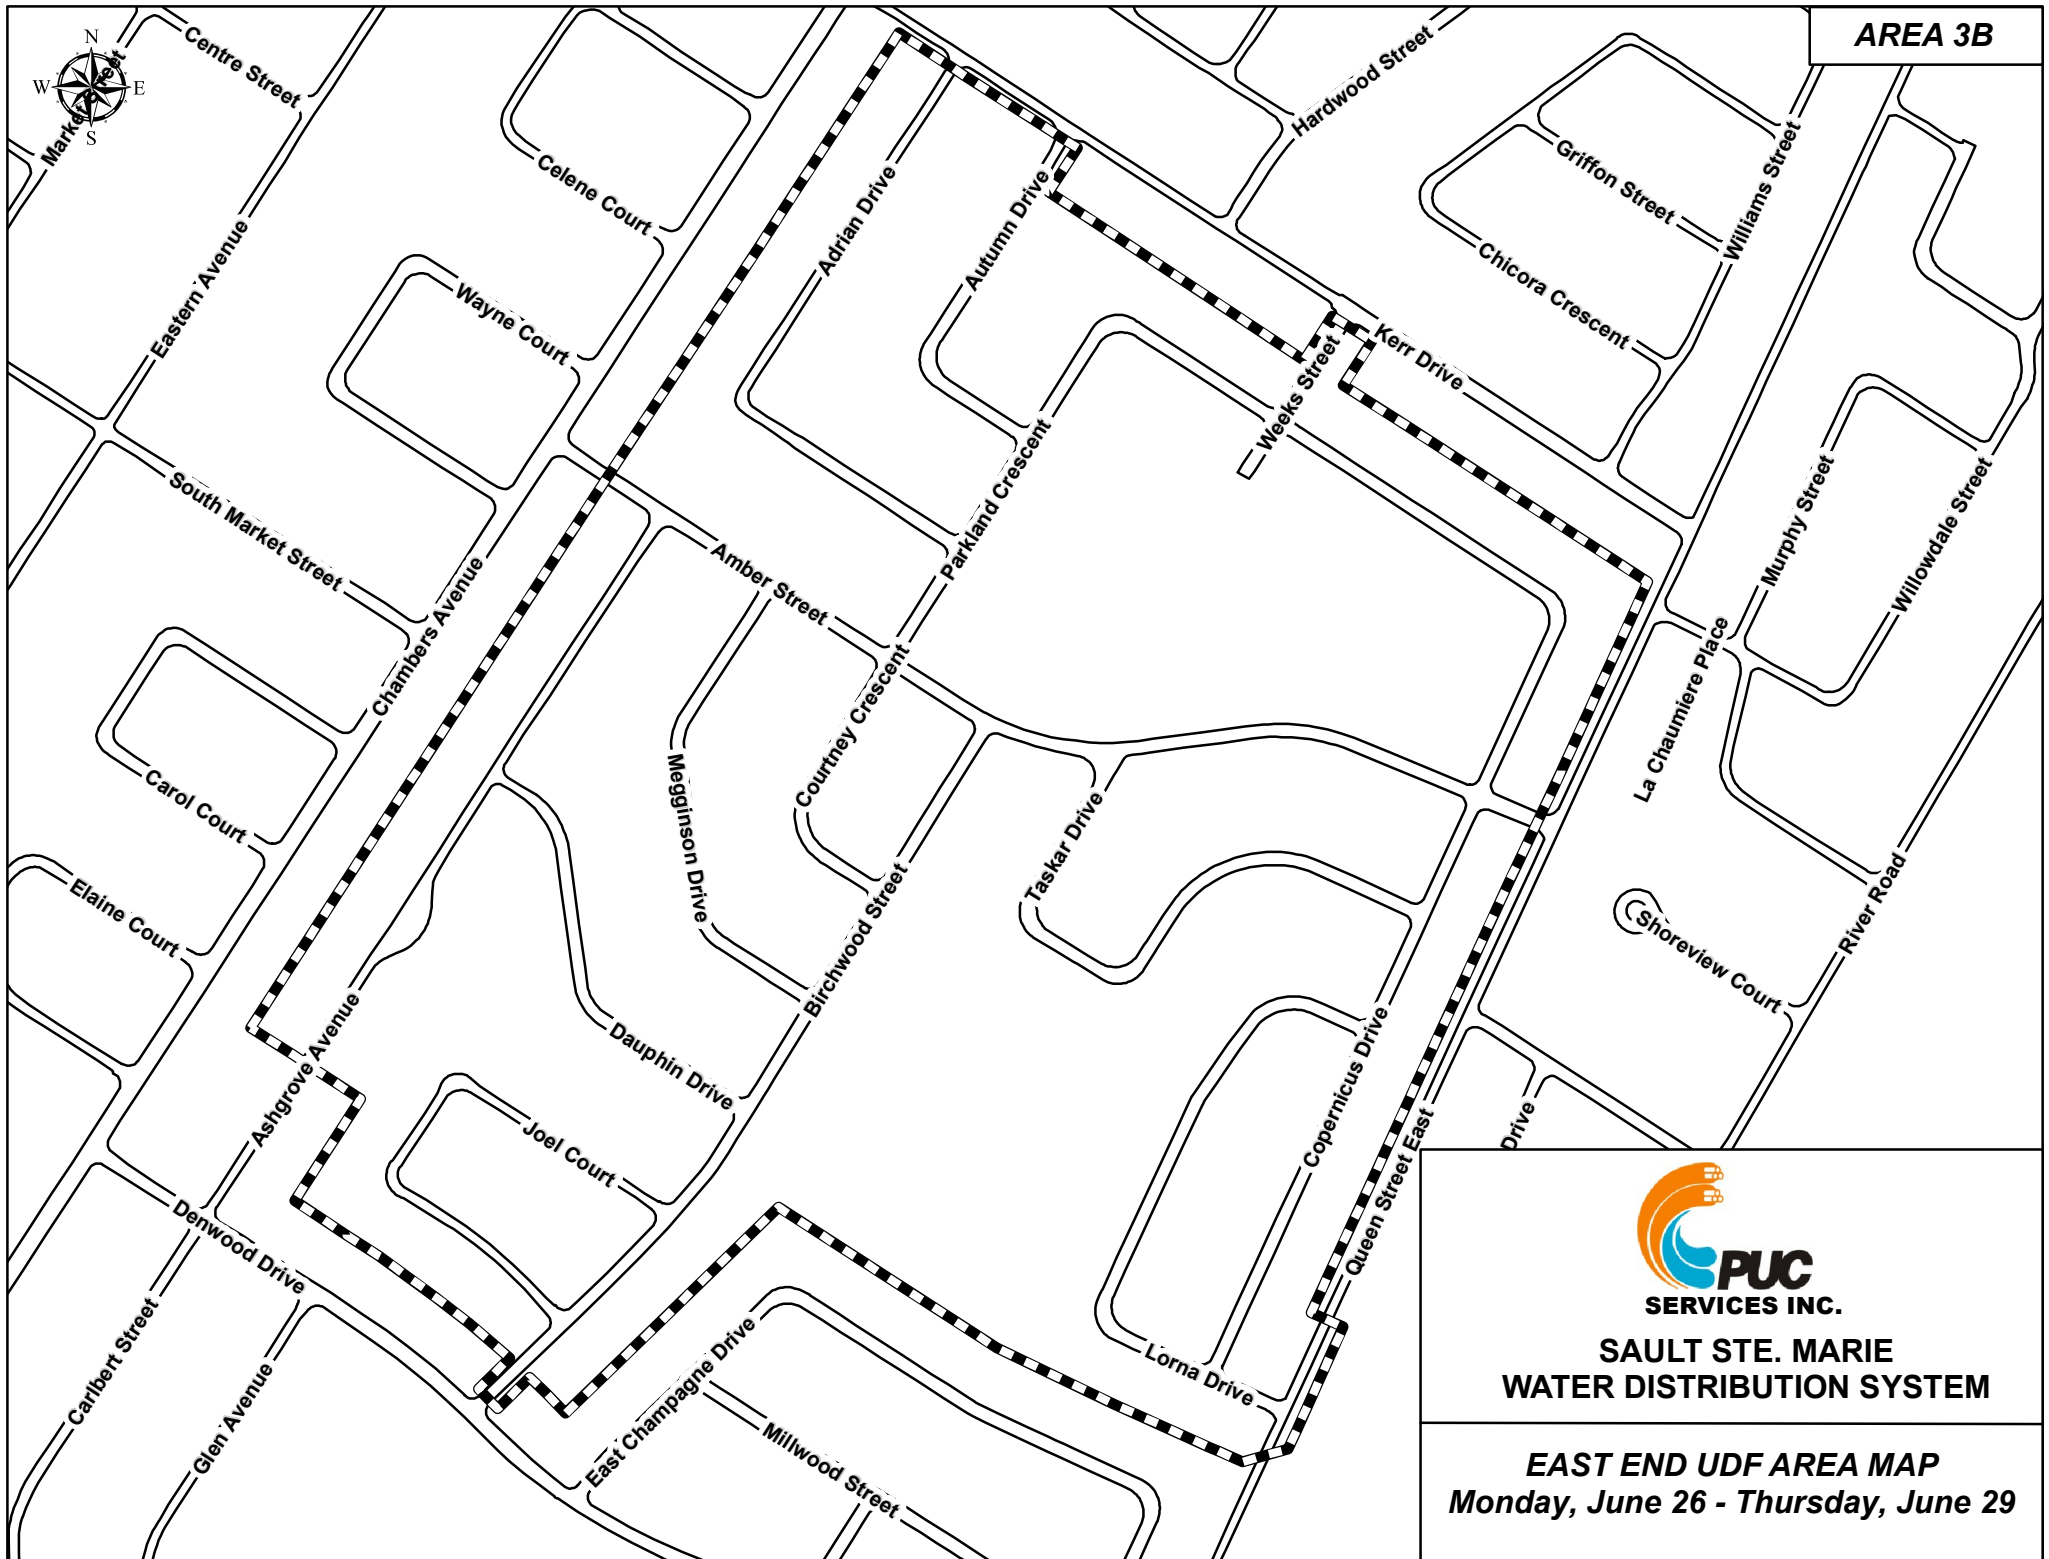 AREA 3B
N
W
E
S
Market Street
Centre Street
Hardwood Street
Celene Court
Griffon Street
Williams Street
Adrian Drive
Autumn Drive
Eastern Avenue
Wayne Court
Chicora Crescent
Kerr Drive
Weeks Street
South Market Street
Parkland Crescent
Murphy Street
Willowdale Street
Amber Street
Chambers Avenue
La Chaumiere Place
Courtney Crescent
Carol Court
Megginson Drive
Taskar Drive
Elaine Court
Birchwood Street
River Road
Shoreview Court
Ashgrove Avenue
Dauphin Drive
Copernicus Drive
Joel Court
Queen Street East
Drive
Denwood Drive
Carlbert Street
Glen Avenue
East Champagne Drive
Lorna Drive
Millwood Street
PUC
SERVICES INC.
SAULT STE. MARIE
WATER DISTRIBUTION SYSTEM
EAST END UDF AREA MAP
Monday, June 26 - Thursday, June 29